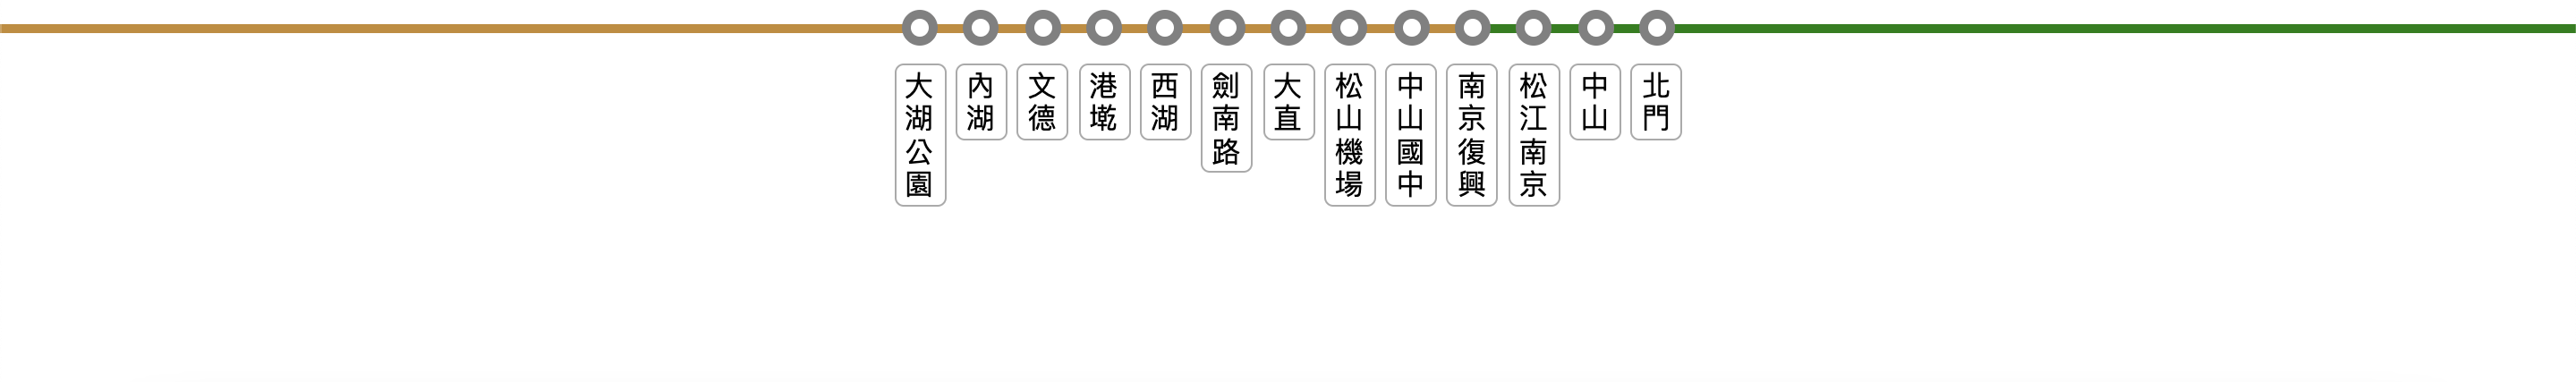 大湖公園
內湖
文德
港墘
西湖
劍南路
大直
松山機場
中山國中
南京復興
松江南京
中山
北門